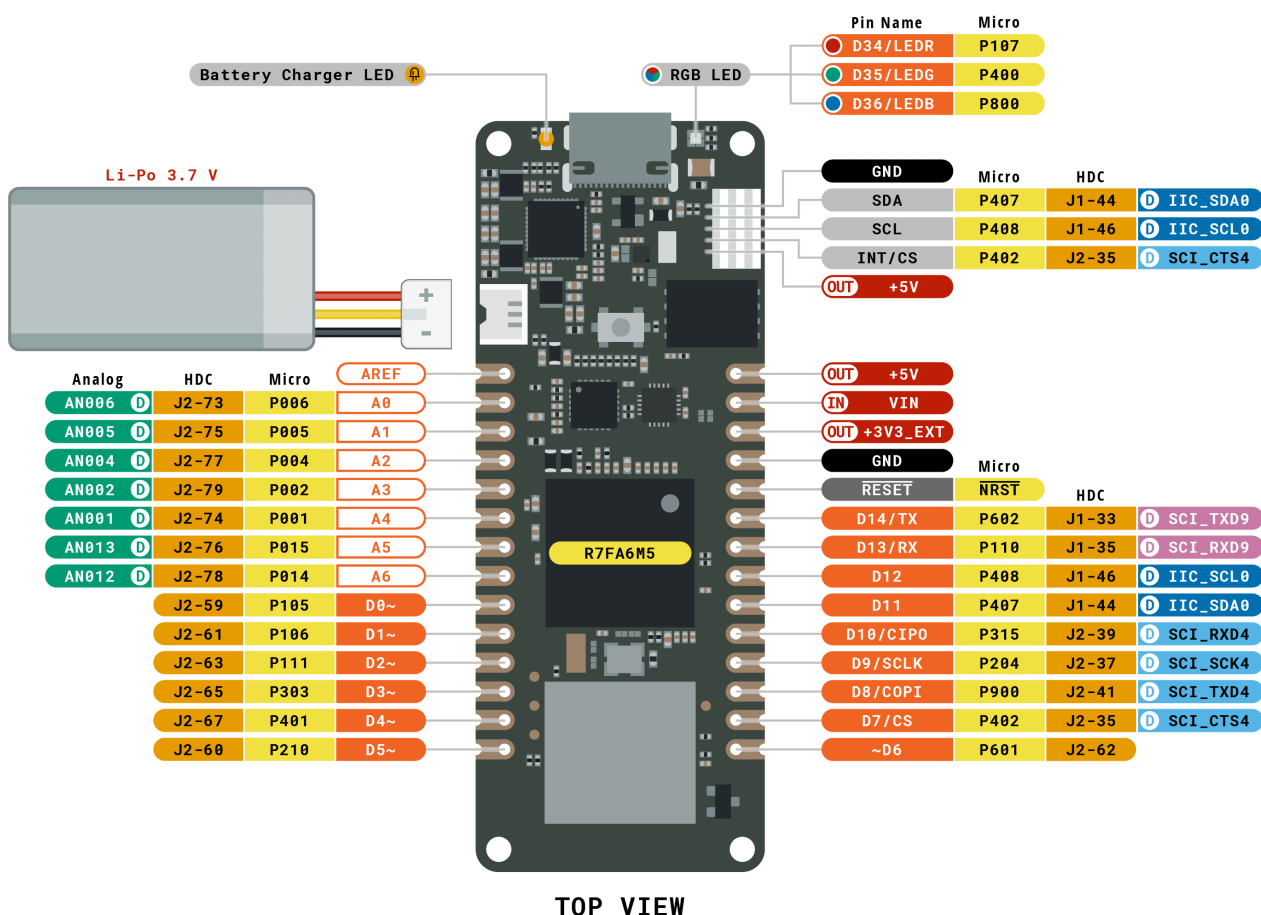 Pin Name Micro
D34/LEDR P107
Battery Charger LED RGB LED D35/LEDG P400
D36/LEDB P800
Li-Po 3.7 V
GND
Micro HDC
SDA P407 J1-44 D IIC_SDA0
SCL P408 J1-46 D IIC_SCL0
INT/CS P402 J2-35 D SCI_CTS4
OUT +5V
+
-
Analog HDC Micro
AREF OUT +5V
AN006 D J2-73 P006 A0 IN VIN
AN005 D J2-75 P005 A1 OUT +3V3_EXT
AN004 D J2-77 P004 A2 GND
Micro
AN002 D J2-79 P002 A3 RESET NRST
HDC
AN001 D J2-74 P001 A4 D14/TX P602 J1-33 D SCI_TXD9
AN013 D J2-76 P015 A5 R7FA6M5 D13/RX P110 J1-35 D SCI_RXD9
AN012 D J2-78 P014 A6 D12 P408 J1-46 D IIC_SCL0
J2-59 P105 D0~ D11 P407 J1-44 D IIC_SDA0
J2-61 P106 D1~ D10/CIPO P315 J2-39 D SCI_RXD4
J2-63 P111 D2~ D9/SCLK P204 J2-37 D SCI_SCK4
J2-65 P303 D3~ D8/COPI P900 J2-41 D SCI_TXD4
J2-67 P401 D4~ D7/CS P402 J2-35 D SCI_CTS4
J2-60 P210 D5~ ~D6 P601 J2-62
TOP VIEW